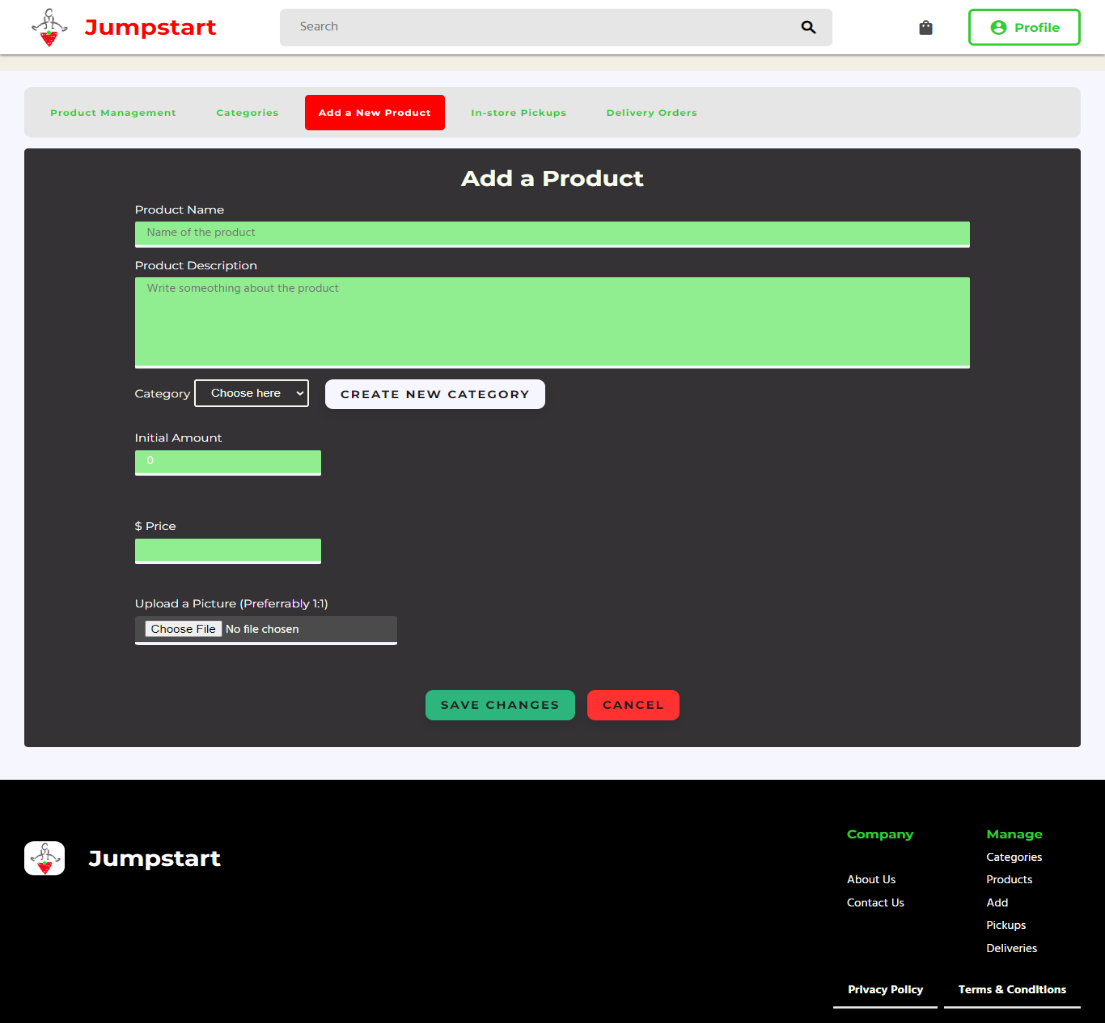 Jumpstart
Search
Profile
Product Management Categories Add a New Product In-store Pickups Delivery Orders
Add a Product
Product Name
Name of the product
Product Description
Write someothing about the product
Category Choose here CREATE NEW CATEGORY
Initial Amount
0
$ Price
Upload a Picture (Preferrably 1:1)
Choose File No file chosen
SAVE CHANGES CANCEL
Jumpstart
Company
About Us
Contact Us
Manage
Categories
Products
Add
Pickups
Deliveries
Privacy Policy Terms & Conditions